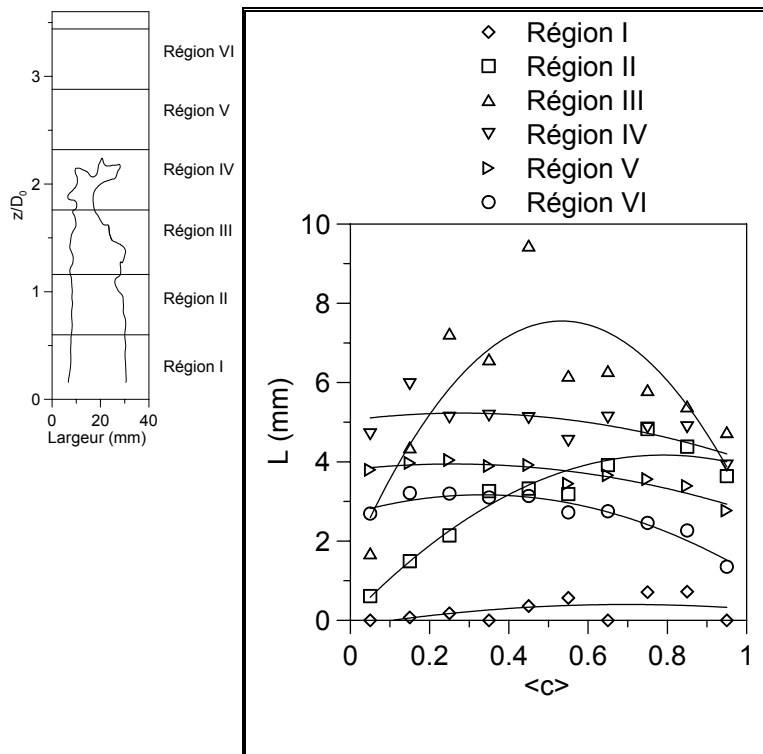 Région VI
Région V
Région IV
Région III
Région II
Région I
z/D0
3
2
1
0
0 20 40
Largeur (mm)
Région I
Région II
Région III
Région IV
Région V
Région VI
L (mm)
10
8
6
4
2
0
0 0.2 0.4 0.6 0.8 1
<c>